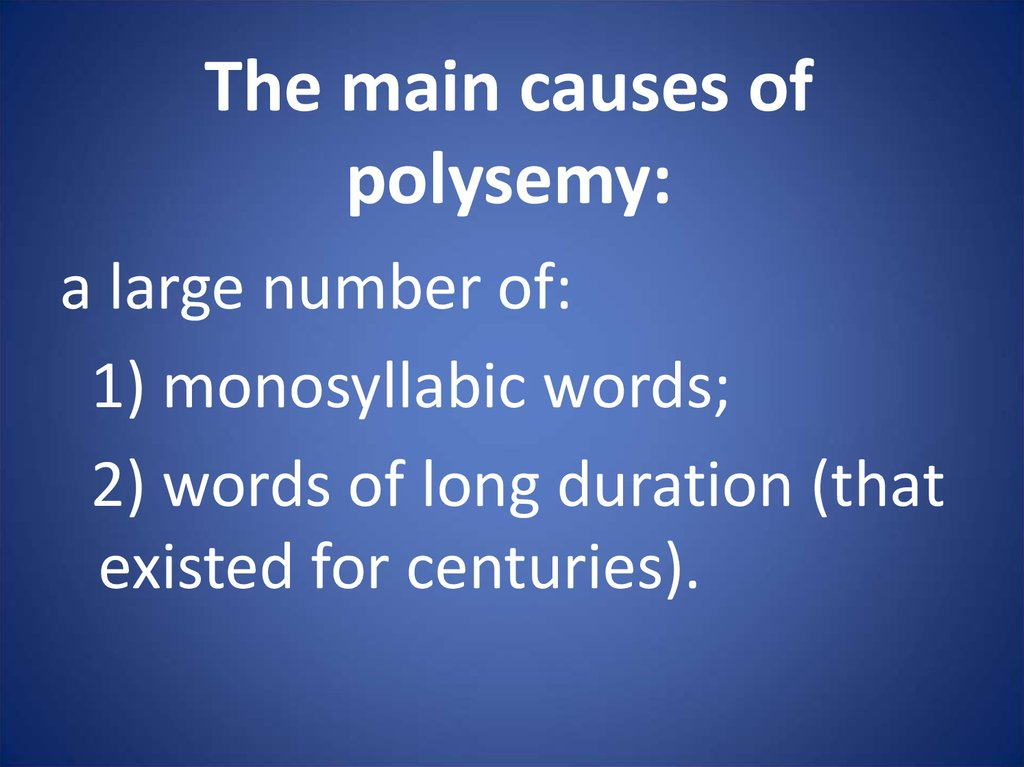 The main causes of
polysemy:
a large number of:
1) monosyllabic words;
2) words of long duration (that
existed for centuries).